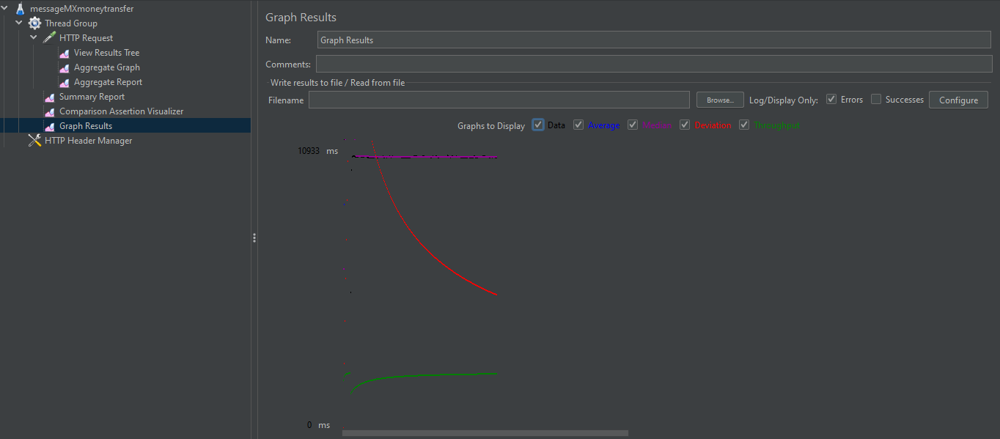 messageMXmoneytransfer
Thread Group
HTTP Request
View Results Tree
Aggregate Graph
Aggregate Report
Summary Report
Comparison Assertion Visualizer
Graph Results
HTTP Header Manager
Graph Results
Name: Graph Results
Comments:
Write results to file / Read from file
Filename Browse... Log/Display Only: Errors Successes Configure
Graphs to Display Data Average Median Deviation Throughput
10933 ms
0 ms